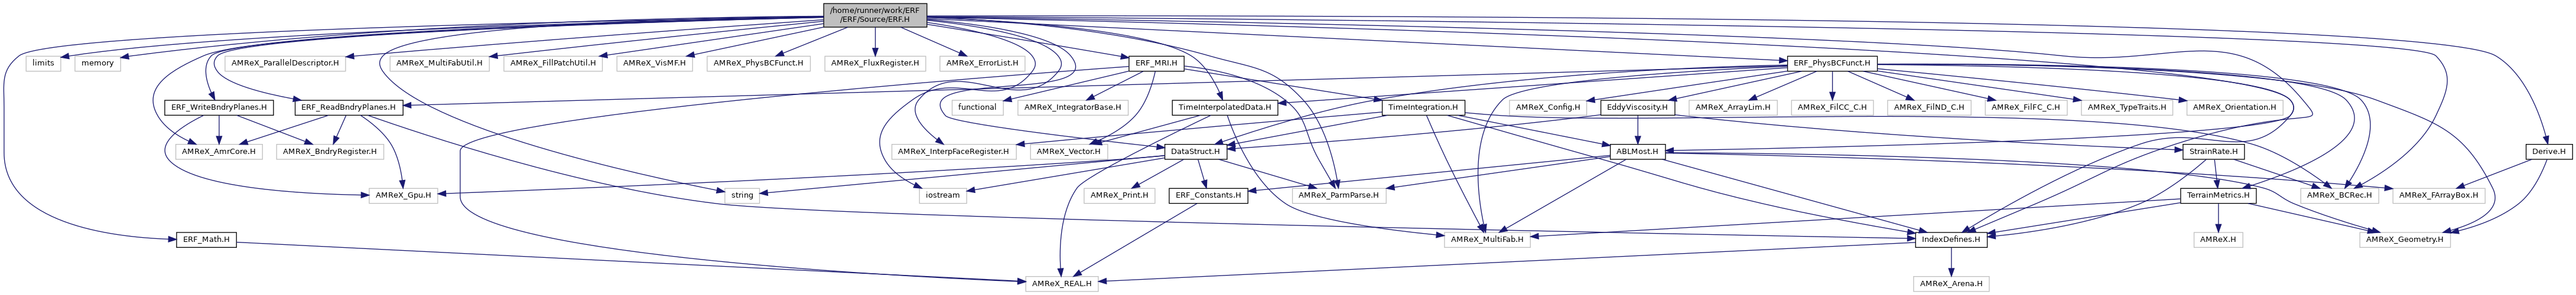 /home/runner/work/ERF
/ERF/Source/ERF.H
limits
memory
AMReX_ParallelDescriptor.H
AMReX_MultiFabUtil.H
AMReX_FillPatchUtil.H
AMReX_VisMF.H
AMReX_PhysBCFunct.H
AMReX_FluxRegister.H
AMReX_ErrorList.H
ERF_MRI.H
ERF_PhysBCFunct.H
ERF_WriteBndryPlanes.H
ERF_ReadBndryPlanes.H
functional
AMReX_IntegratorBase.H
TimeInterpolatedData.H
TimeIntegration.H
AMReX_Config.H
EddyViscosity.H
AMReX_ArrayLim.H
AMReX_FilCC_C.H
AMReX_FilND_C.H
AMReX_FilFC_C.H
AMReX_TypeTraits.H
AMReX_Orientation.H
AMReX_AmrCore.H
AMReX_BndryRegister.H
AMReX_InterpFaceRegister.H
AMReX_Vector.H
DataStruct.H
ABLMost.H
StrainRate.H
Derive.H
AMReX_Gpu.H
string
iostream
AMReX_Print.H
ERF_Constants.H
AMReX_ParmParse.H
TerrainMetrics.H
AMReX_BCRec.H
AMReX_FArrayBox.H
ERF_Math.H
AMReX_MultiFab.H
IndexDefines.H
AMReX.H
AMReX_Geometry.H
AMReX_REAL.H
AMReX_Arena.H